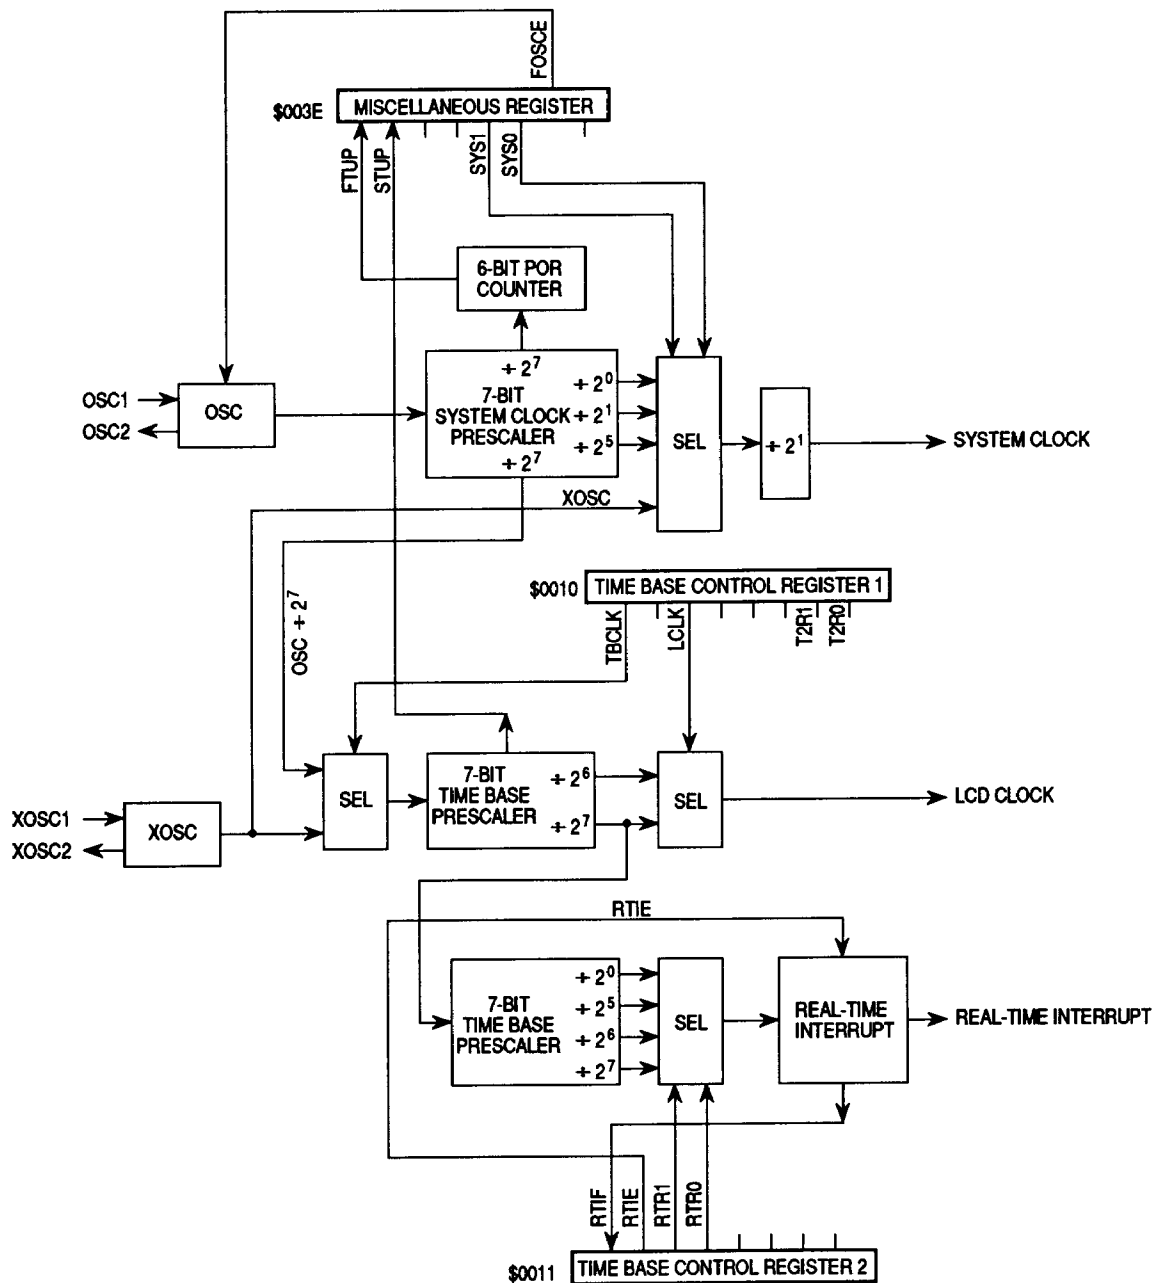 FOSCE
$003E
MISCELLANEOUS REGISTER
FTUP
STUP
SYS1
SYS0
6-BIT POR
COUNTER
OSC1
OSC2
OSC
÷ 2⁷
7-BIT
SYSTEM CLOCK
PRESCALER
÷ 2⁷
÷ 2⁰
÷ 2¹
÷ 2⁵
SEL
÷ 2¹
SYSTEM CLOCK
XOSC
$0010
TIME BASE CONTROL REGISTER 1
TBCLK
LCLK
T2R1
T2R0
OSC ÷ 2⁷
XOSC1
XOSC2
XOSC
SEL
7-BIT
TIME BASE
PRESCALER
÷ 2⁶
÷ 2⁷
SEL
LCD CLOCK
RTIE
7-BIT
TIME BASE
PRESCALER
÷ 2⁰
÷ 2⁵
÷ 2⁶
÷ 2⁷
SEL
REAL-TIME
INTERRUPT
REAL-TIME INTERRUPT
RTIF
RTIE
RTR1
RTR0
$0011
TIME BASE CONTROL REGISTER 2